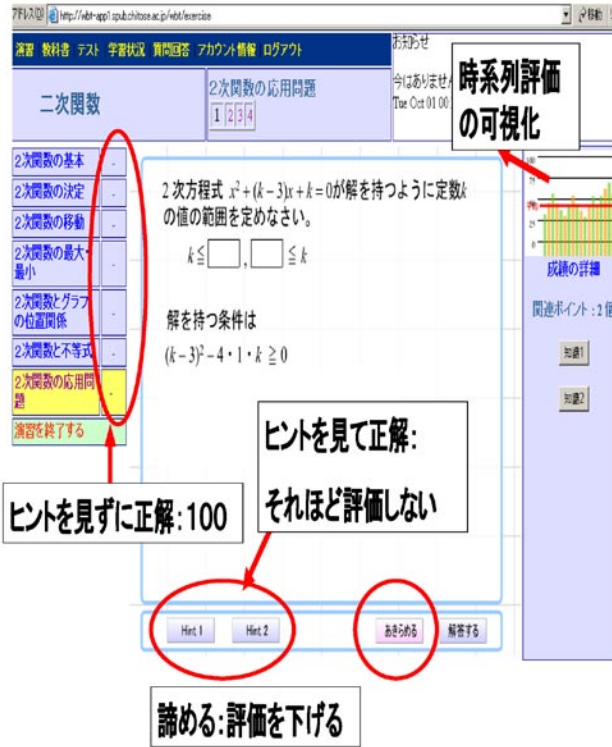 アドレス(D) http://wbt-app1.spub.chitose.ac.jp/wbt/exercise
移動
演習 教科書 テスト 学習状況 質問回答 アカウント情報 ログアウト
お知らせ
今はありません
Tue Oct 01 00:
二次関数
2次関数の応用問題
1 2 3 4
時系列評価
の可視化
2次関数の基本 -
2次関数の決定 -
2次関数の移動 -
2次関数の最大・
最小 -
2次関数とグラフ
の位置関係 -
2次関数と不等式 -
2次関数の応用問
題 -
演習を終了する
2次方程式 x²+(k−3)x+k=0が解を持つように定数k
の値の範囲を定めなさい。
k≦ , ≦k
解を持つ条件は
(k−3)²−4・1・k≧0
100
75
25
0
成績の詳細
関連ポイント:2個
知識1
知識2
ヒントを見て正解:
それほど評価しない
ヒントを見ずに正解:100
Hint 1 Hint 2 あきらめる 解答する
諦める:評価を下げる